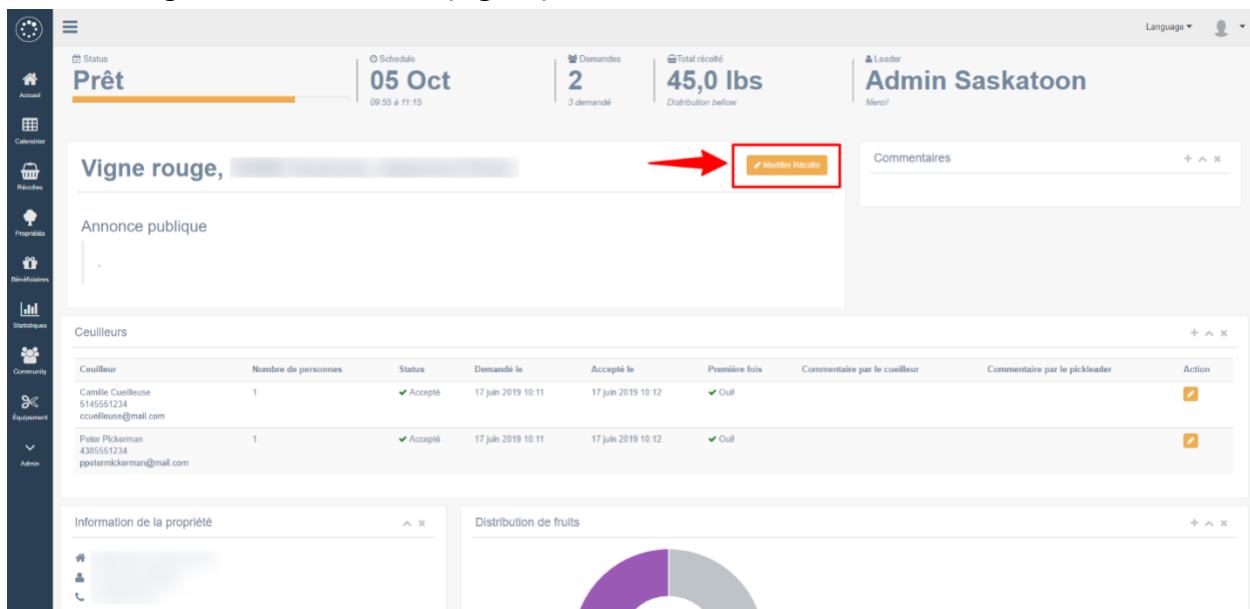 Language
Accueil
Calendrier
Récoltes
Propriétés
Bénéficiaires
Statistiques
Community
Équipement
Admin
Status
Prêt
Schedule
05 Oct
09:55 à 11:15
Demandes
2
3 demandé
Total récolté
45,0 lbs
Distribution bellow
Leader
Admin Saskatoon
Merci!
Vigne rouge,
Modifier Récolte
Annonce publique
.
Commentaires
Ceuilleurs
Ceuilleur Nombre de personnes Status Demandé le Accepté le Première fois Commentaire par le cueilleur Commentaire par le pickleader Action
Camille Cueilleuse 1 Accepté 17 juin 2019 10:11 17 juin 2019 10:12 Oui!
5145551234
ccueilleuse@mail.com
Peter Pickerman 1 Accepté 17 juin 2019 10:11 17 juin 2019 10:12 Oui!
4385551234
ppetermickerman@mail.com
Information de la propriété
Distribution de fruits